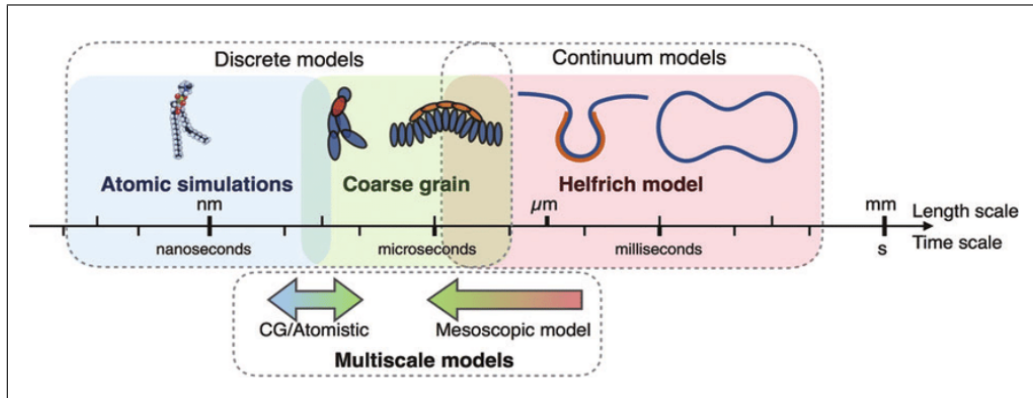 Discrete models
Continuum models
Atomic simulations
Coarse grain
Helfrich model
nm
μm
mm
Length scale
nanoseconds
microseconds
milliseconds
s
Time scale
CG/Atomistic
Mesoscopic model
Multiscale models